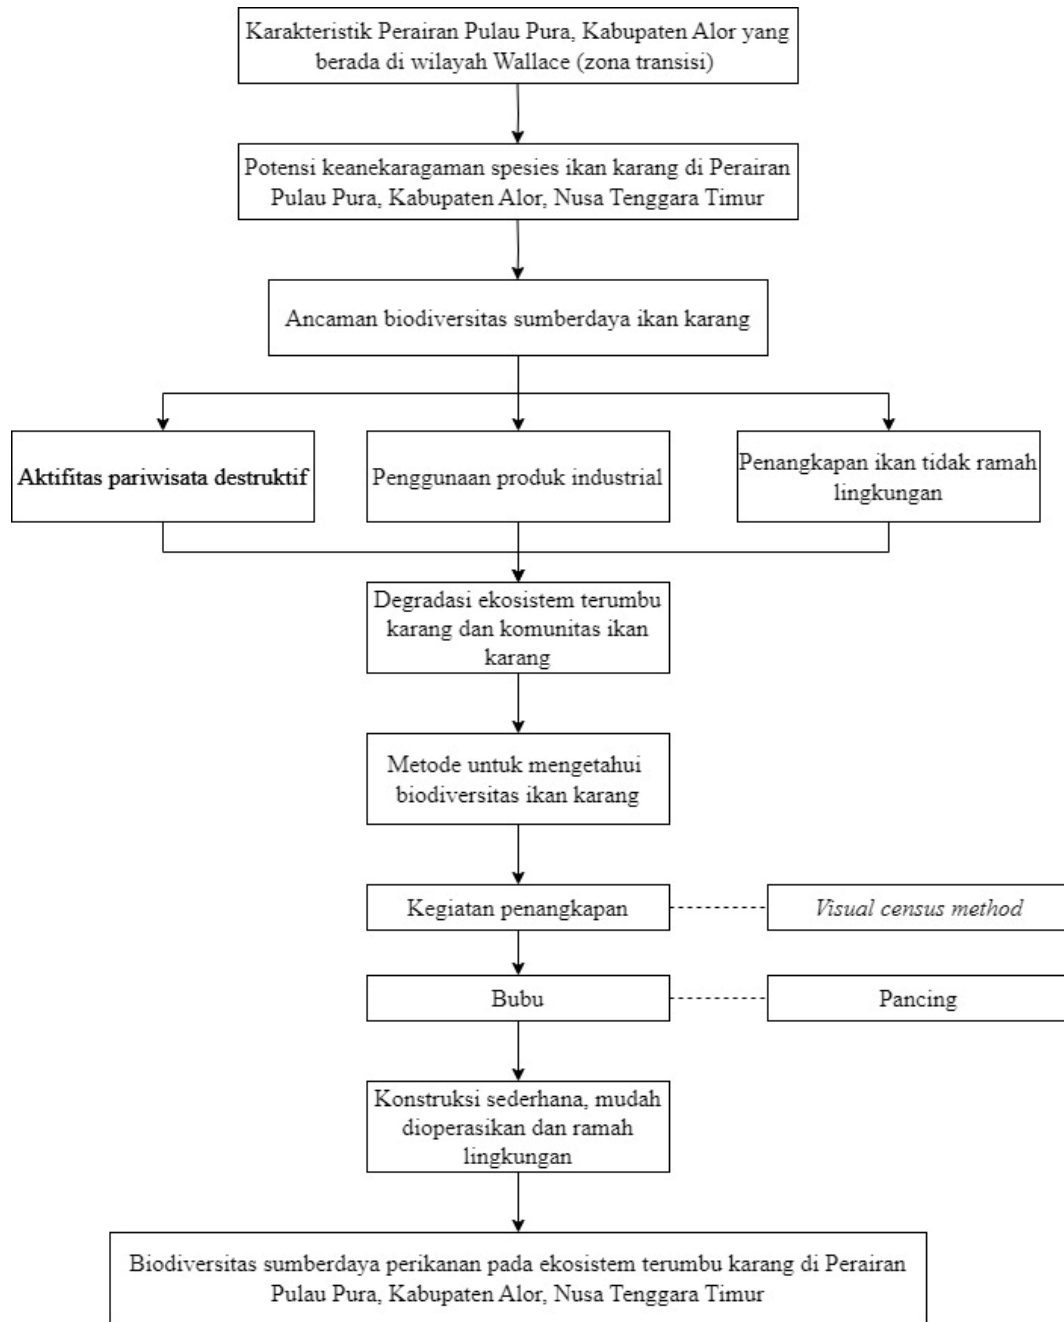 Karakteristik Perairan Pulau Pura, Kabupaten Alor yang
berada di wilayah Wallace (zona transisi)
Potensi keanekaragaman spesies ikan karang di Perairan
Pulau Pura, Kabupaten Alor, Nusa Tenggara Timur
Ancaman biodiversitas sumberdaya ikan karang
Aktifitas pariwisata destruktif
Penggunaan produk industrial
Penangkapan ikan tidak ramah
lingkungan
Degradasi ekosistem terumbu
karang dan komunitas ikan
karang
Metode untuk mengetahui
biodiversitas ikan karang
Kegiatan penangkapan
Visual census method
Bubu
Pancing
Konstruksi sederhana, mudah
dioperasikan dan ramah
lingkungan
Biodiversitas sumberdaya perikanan pada ekosistem terumbu karang di Perairan
Pulau Pura, Kabupaten Alor, Nusa Tenggara Timur